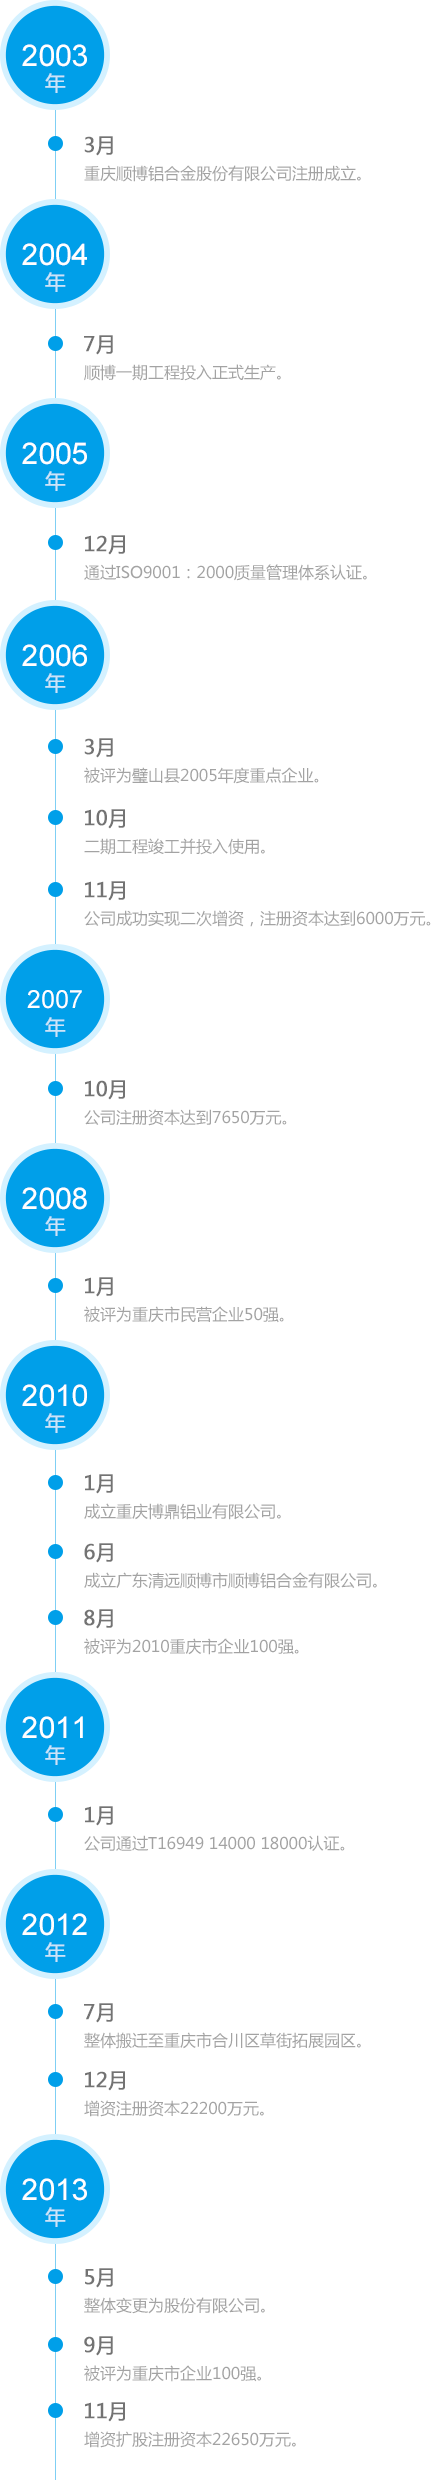 2003
年
3月
重庆顺博铝合金股份有限公司注册成立。
2004
年
7月
顺博一期工程投入正式生产。
2005
年
12月
通过ISO9001：2000质量管理体系认证。
2006
年
3月
被评为璧山县2005年度重点企业。
10月
二期工程竣工并投入使用。
11月
公司成功实现二次增资，注册资本达到6000万元。
2007
年
10月
公司注册资本达到7650万元。
2008
年
1月
被评为重庆市民营企业50强。
2010
年
1月
成立重庆博鼎铝业有限公司。
6月
成立广东清远顺博市顺博铝合金有限公司。
8月
被评为2010重庆市企业100强。
2011
年
1月
公司通过T16949 14000 18000认证。
2012
年
7月
整体搬迁至重庆市合川区草街拓展园区。
12月
增资注册资本22200万元。
2013
年
5月
整体变更为股份有限公司。
9月
被评为重庆市企业100强。
11月
增资扩股注册资本22650万元。